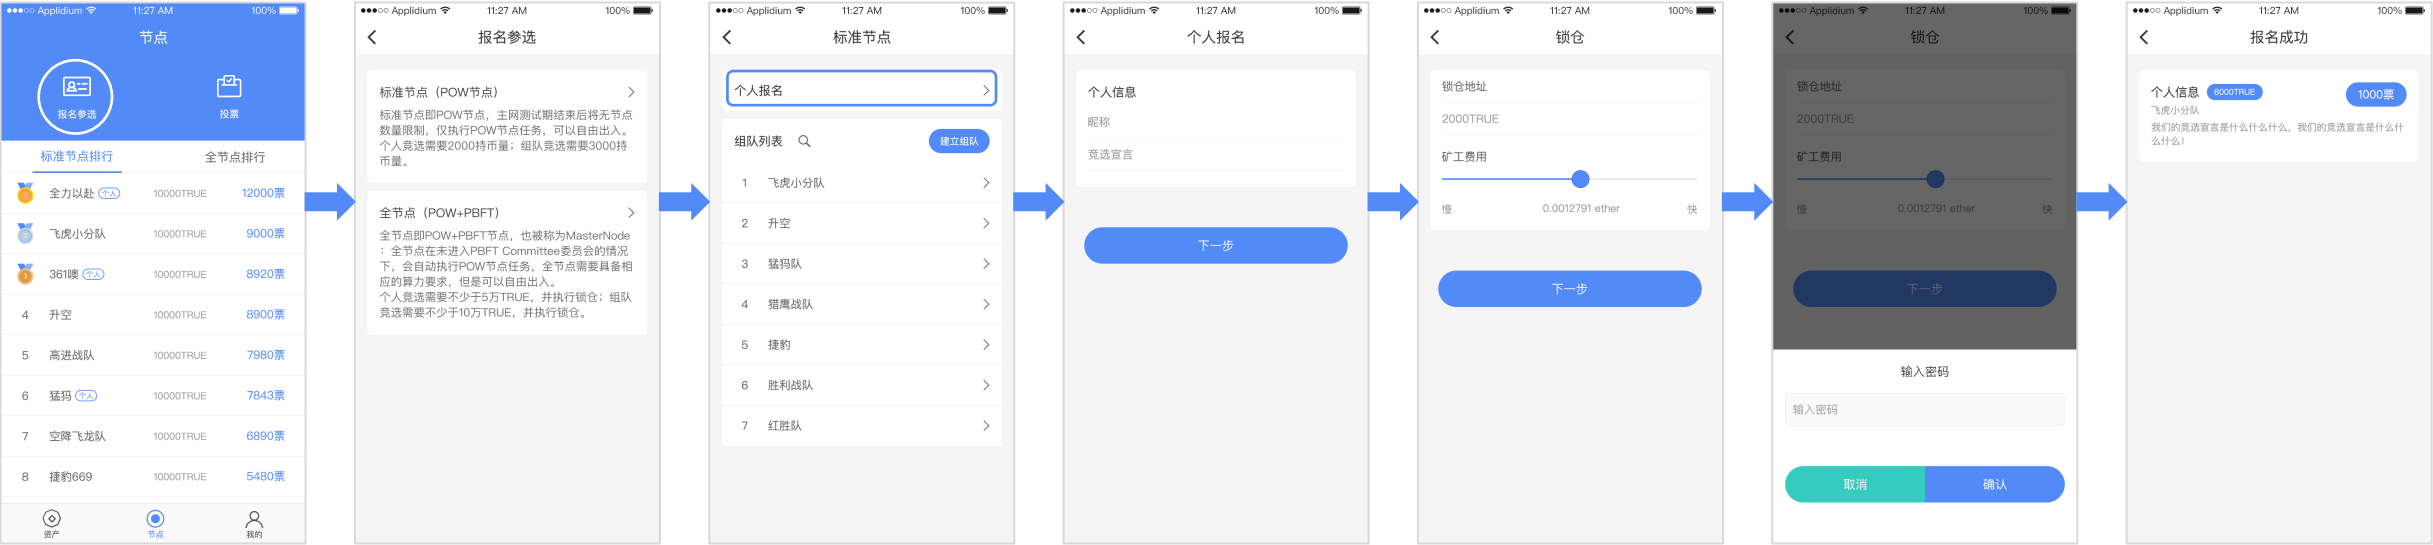 Applidium 11:27 AM 100%
节点
报名参选 投票
标准节点排行 全节点排行
全力以赴 个人 10000TRUE 12000票
飞虎小分队 10000TRUE 9000票
361噢 个人 10000TRUE 8920票
4 升空 10000TRUE 8900票
5 高进战队 10000TRUE 7980票
6 猛犸 个人 10000TRUE 7843票
7 空降飞龙队 10000TRUE 6890票
8 捷豹669 10000TRUE 5480票
资产 节点 我的
Applidium 11:27 AM 100%
报名参选
标准节点（POW节点）
标准节点即POW节点，主网测试期结束后将无节点
数量限制，仅执行POW节点任务，可以自由出入。
个人竞选需要2000持币量；组队竞选需要3000持
币量。
全节点（POW+PBFT）
全节点即POW+PBFT节点，也被称为MasterNode
；全节点在未进入PBFT Committee委员会的情况
下，会自动执行POW节点任务，全节点需要具备相
应的算力要求，但是可以自由出入。
个人竞选需要不少于5万TRUE，并执行锁仓；组队
竞选需要不少于10万TRUE，并执行锁仓。
Applidium 11:27 AM 100%
标准节点
个人报名
组队列表 建立组队
1 飞虎小分队
2 升空
3 猛犸队
4 猎鹰战队
5 捷豹
6 胜利战队
7 红胜队
Applidium 11:27 AM 100%
个人报名
个人信息
昵称
竞选宣言
下一步
Applidium 11:27 AM 100%
锁仓
锁仓地址
2000TRUE
矿工费用
慢 0.0012791 ether 快
下一步
Applidium 11:27 AM 100%
锁仓
锁仓地址
2000TRUE
矿工费用
慢 0.0012791 ether 快
下一步
输入密码
输入密码
取消 确认
Applidium 11:27 AM 100%
报名成功
个人信息 6000TRUE 1000票
飞虎小分队
我们的竞选宣言是什么什么什么，我们的竞选宣言是什么什
么什么！